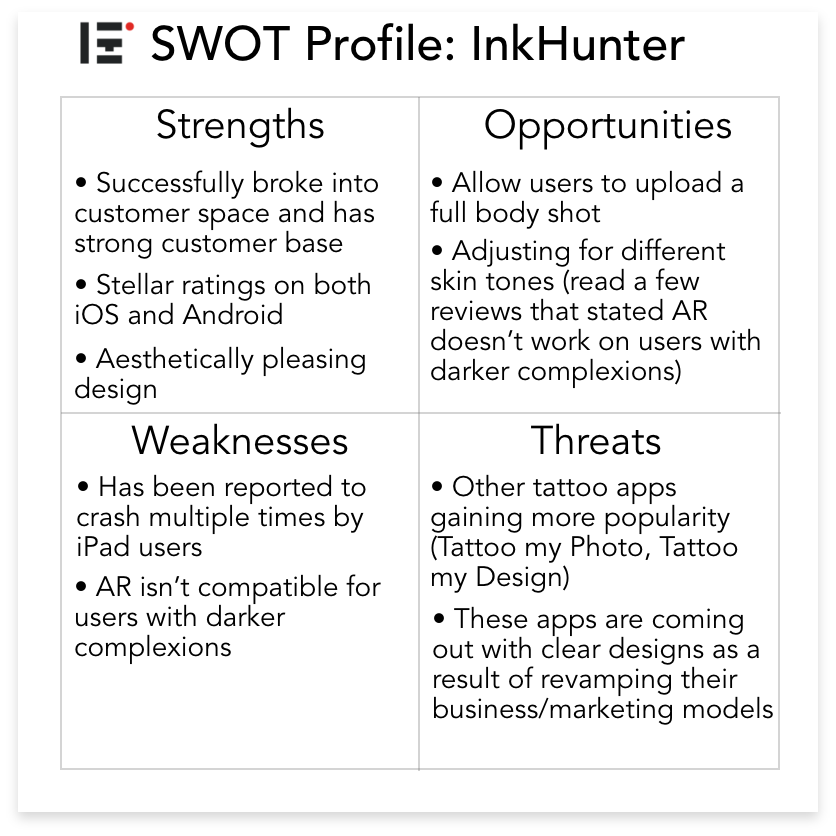 SWOT Profile: InkHunter
Strengths
• Successfully broke into
customer space and has
strong customer base
• Stellar ratings on both
iOS and Android
• Aesthetically pleasing
design
Opportunities
• Allow users to upload a
full body shot
• Adjusting for different
skin tones (read a few
reviews that stated AR
doesn’t work on users with
darker complexions)
Weaknesses
• Has been reported to
crash multiple times by
iPad users
• AR isn’t compatible for
users with darker
complexions
Threats
• Other tattoo apps
gaining more popularity
(Tattoo my Photo, Tattoo
my Design)
• These apps are coming
out with clear designs as a
result of revamping their
business/marketing models